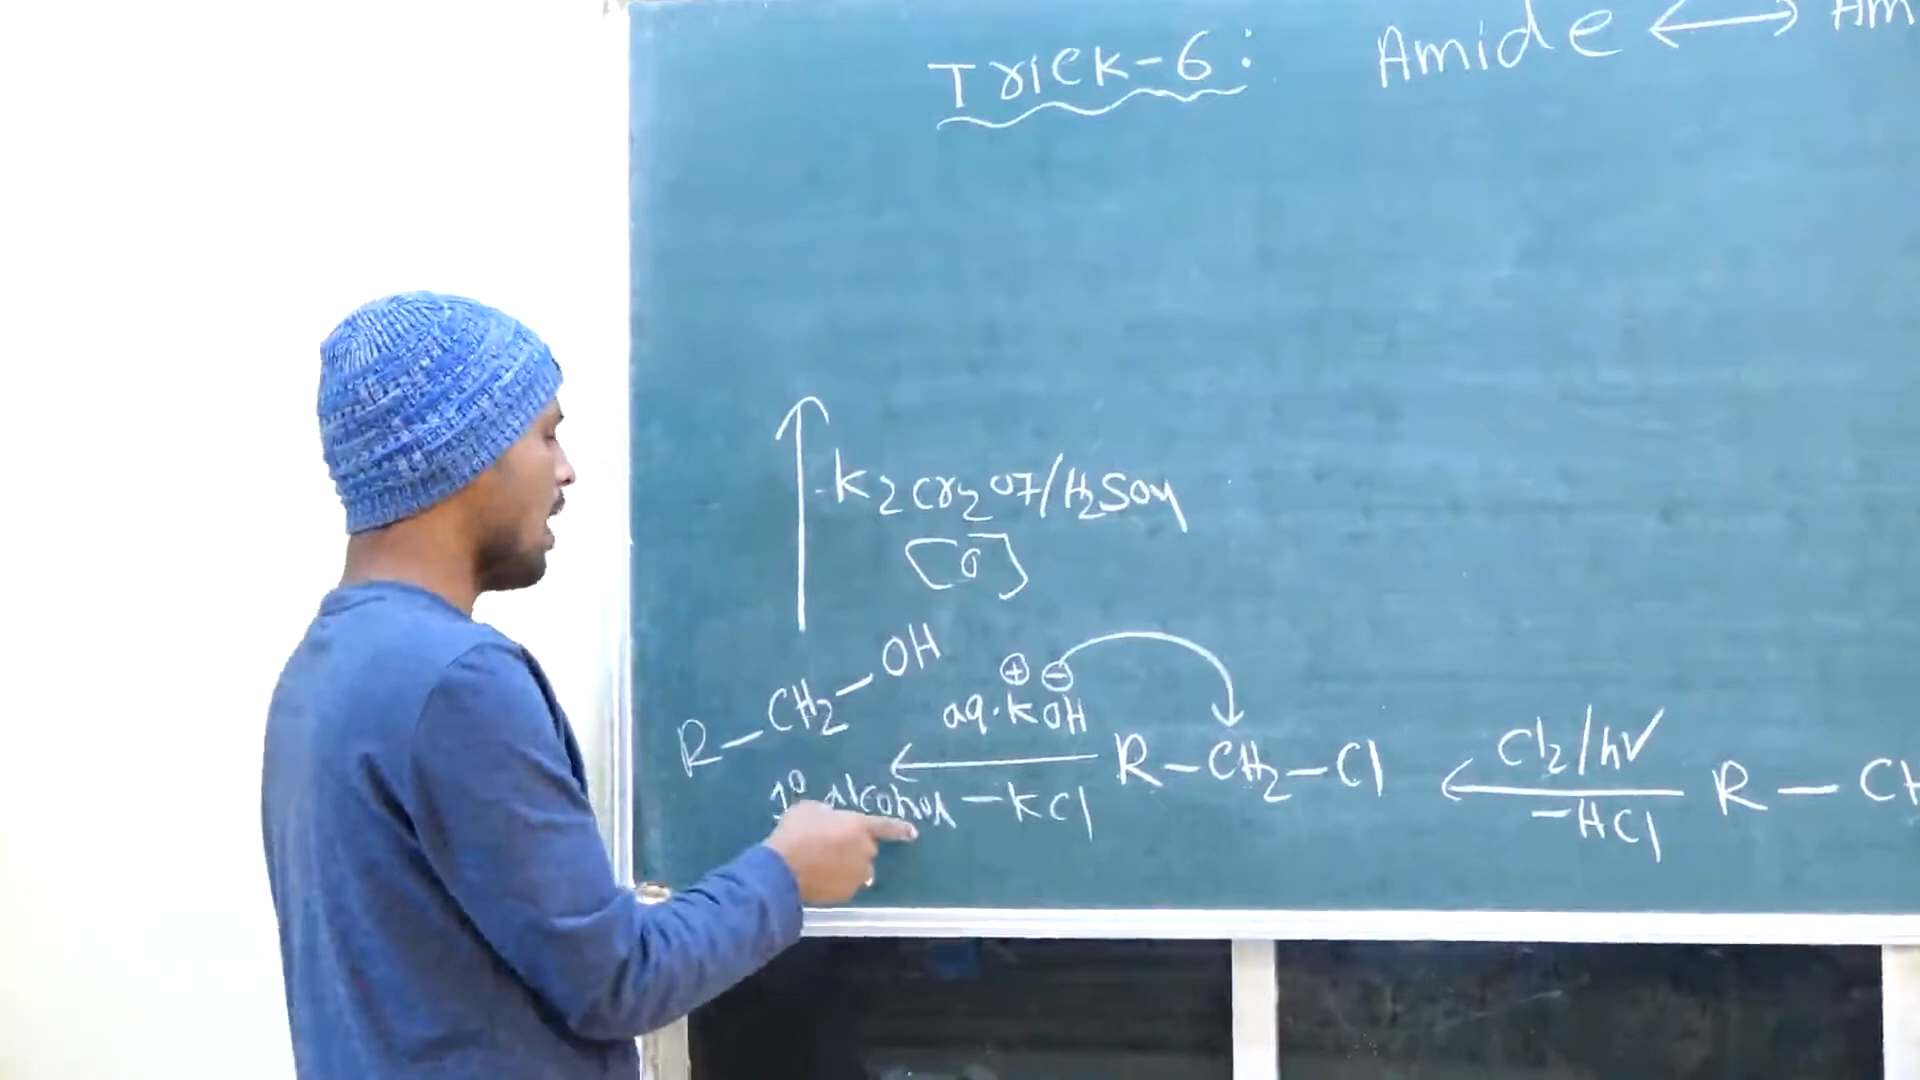 Trick-6: Amide ⟷ Am
K2Cr2O7/H2SO4
[O]
R-CH2-OH
1° alcohol
⊕ ⊖
aq. KOH
-KCl
R-CH2-Cl
Cl2/hν
-HCl
R-CH